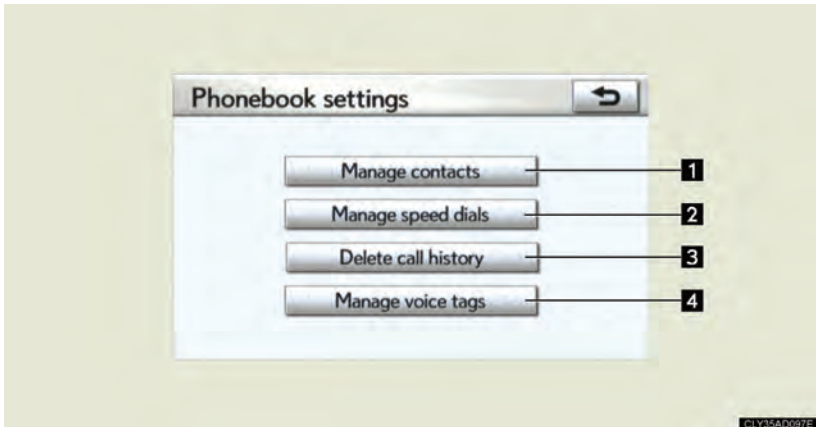 Phonebook settings
Manage contacts 1
Manage speed dials 2
Delete call history 3
Manage voice tags 4
CLY35AD097E